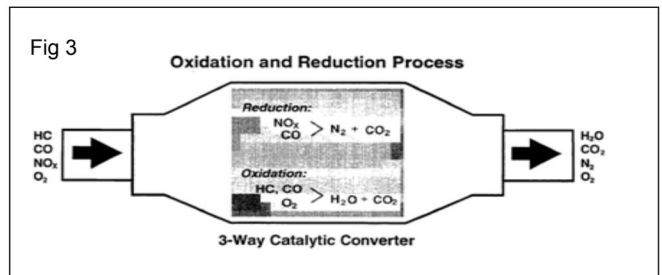 Fig 3
Oxidation and Reduction Process
Reduction:
NOX
CO > N2 + CO2
HC
CO
NOX
O2
Oxidation:
HC, CO
O2 > H2O + CO2
H2O
CO2
N2
O2
3-Way Catalytic Converter